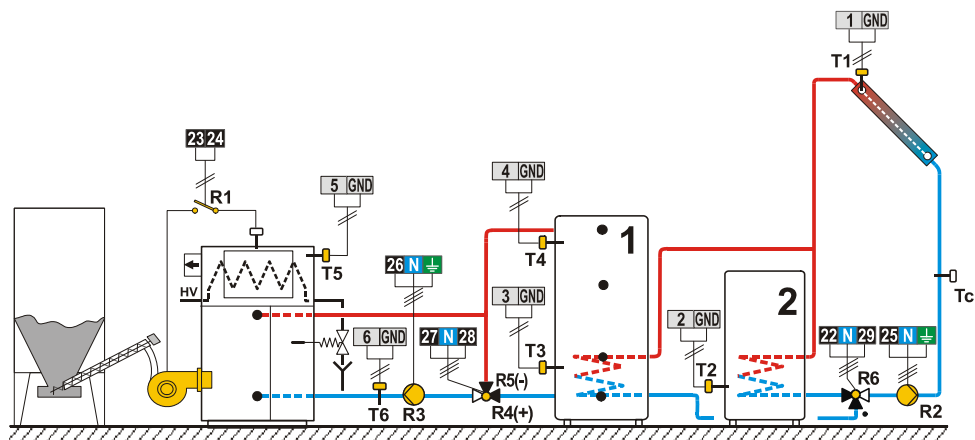 1 GND
T1
23 24
R1
5 GND
T5
4 GND
T4
1
HV
26 N
3 GND
T3
2
Tc
6 GND
27 N 28
2 GND
T2
22 N 29
25 N
T6
R3
R5(-)
R4(+)
R6
R2